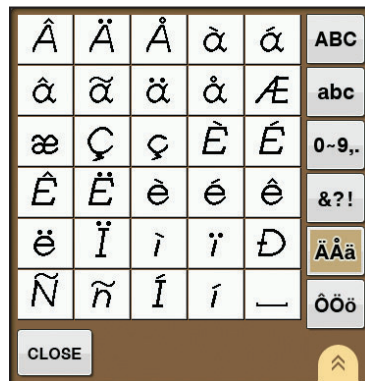 Â Ä Å à á ABC
â ã ä å Æ abc
æ Ç ç È É 0~9,.
Ê Ë è é ê &?!
ë Ï ì ï Đ ÄÅä
Ñ ñ Í í ⎵ ÔÖö
CLOSE